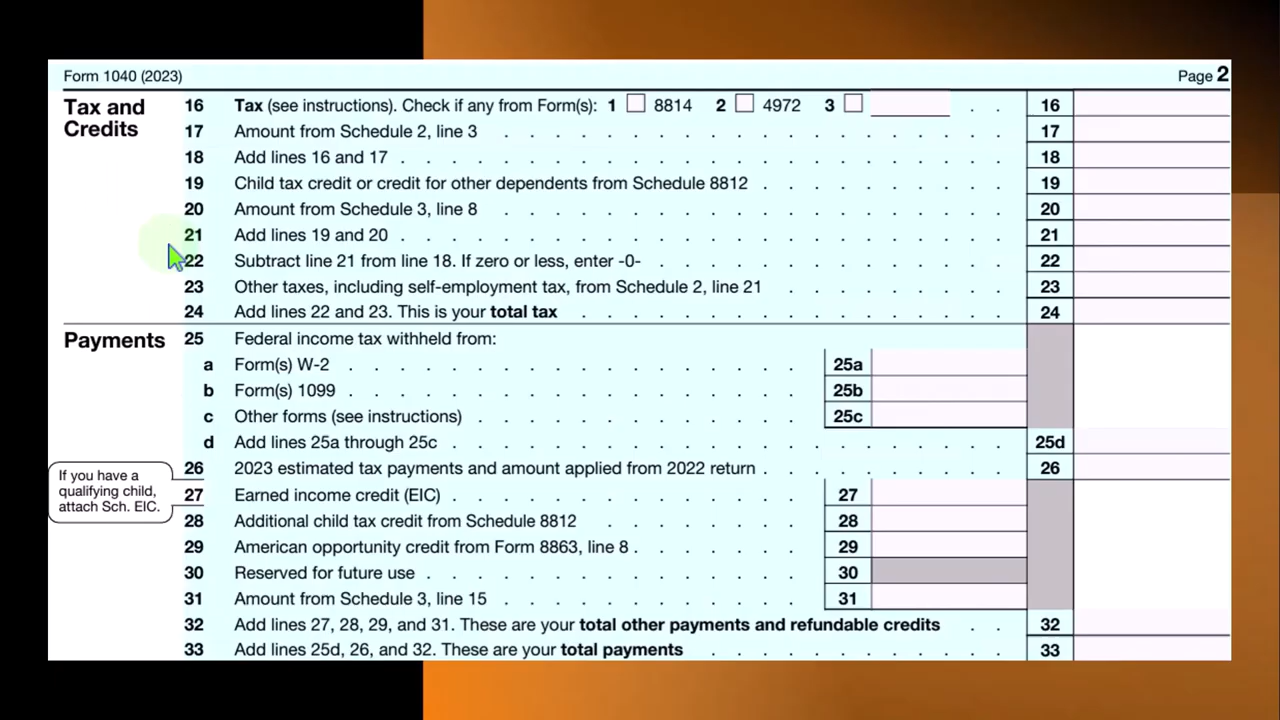 Form 1040 (2023) Page 2
Tax and Credits 16 Tax (see instructions). Check if any from Form(s): 1 8814 2 4972 3 . . 16
17 Amount from Schedule 2, line 3 . . . . . . . . . . . . . . . . . . . . 17
18 Add lines 16 and 17 . . . . . . . . . . . . . . . . . . . . . . . . 18
19 Child tax credit or credit for other dependents from Schedule 8812 . . . . . . . . . . 19
20 Amount from Schedule 3, line 8 . . . . . . . . . . . . . . . . . . . . 20
21 Add lines 19 and 20 . . . . . . . . . . . . . . . . . . . . . . . . 21
22 Subtract line 21 from line 18. If zero or less, enter -0- . . . . . . . . . . . . . . 22
23 Other taxes, including self-employment tax, from Schedule 2, line 21 . . . . . . . . . 23
24 Add lines 22 and 23. This is your total tax . . . . . . . . . . . . . . . . . 24
Payments 25 Federal income tax withheld from:
a Form(s) W-2 . . . . . . . . . . . . . . . . . . 25a
b Form(s) 1099 . . . . . . . . . . . . . . . . . . 25b
c Other forms (see instructions) . . . . . . . . . . . . . 25c
d Add lines 25a through 25c . . . . . . . . . . . . . . . . . . . . . . 25d
26 2023 estimated tax payments and amount applied from 2022 return . . . . . . . . . . 26
If you have a qualifying child, attach Sch. EIC.
27 Earned income credit (EIC) . . . . . . . . . . . . . . 27
28 Additional child tax credit from Schedule 8812 . . . . . . . . 28
29 American opportunity credit from Form 8863, line 8 . . . . . . . 29
30 Reserved for future use . . . . . . . . . . . . . . . 30
31 Amount from Schedule 3, line 15 . . . . . . . . . . . . 31
32 Add lines 27, 28, 29, and 31. These are your total other payments and refundable credits . . 32
33 Add lines 25d, 26, and 32. These are your total payments . . . . . . . . . . . . 33